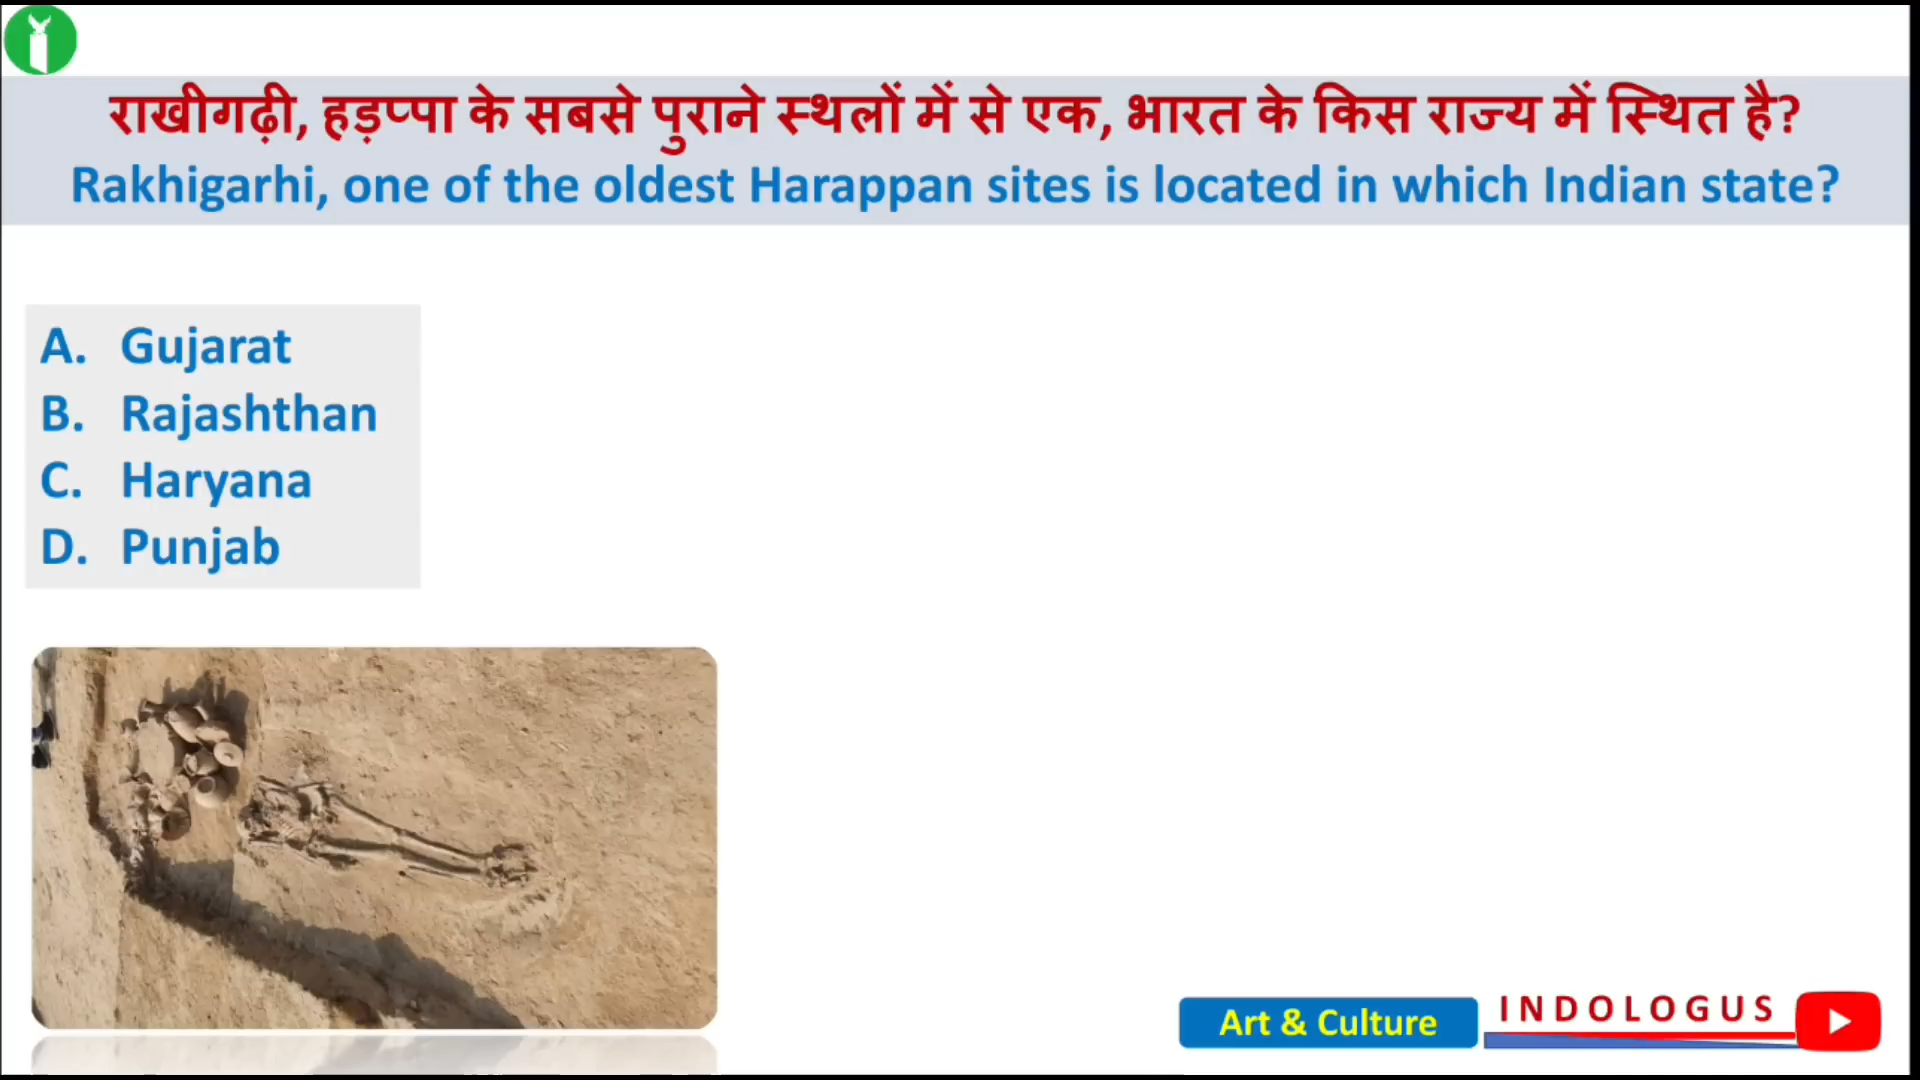 राखीगढ़ी, हड़प्पा के सबसे पुराने स्थलों में से एक, भारत के किस राज्य में स्थित है?
Rakhigarhi, one of the oldest Harappan sites is located in which Indian state?
A. Gujarat
B. Rajashthan
C. Haryana
D. Punjab
Art & Culture
INDOLOGUS